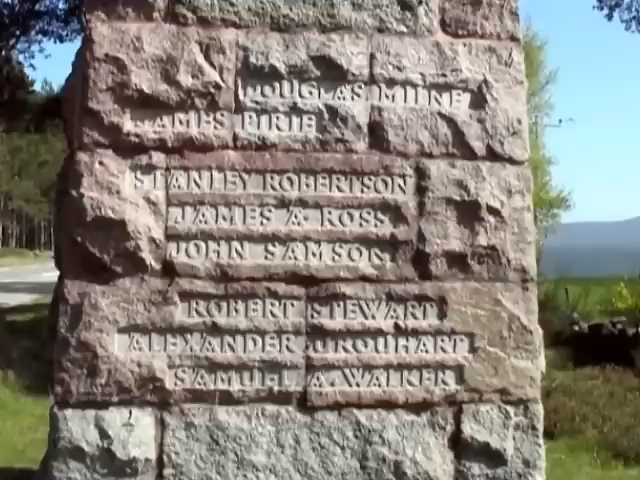 DOUGLAS MILNE
JAMES PIRIE
STANLEY ROBERTSON
JAMES A ROSS
JOHN SAMSON
ROBERT STEWART
ALEXANDER URQUHART
SAMUEL A. WALKER